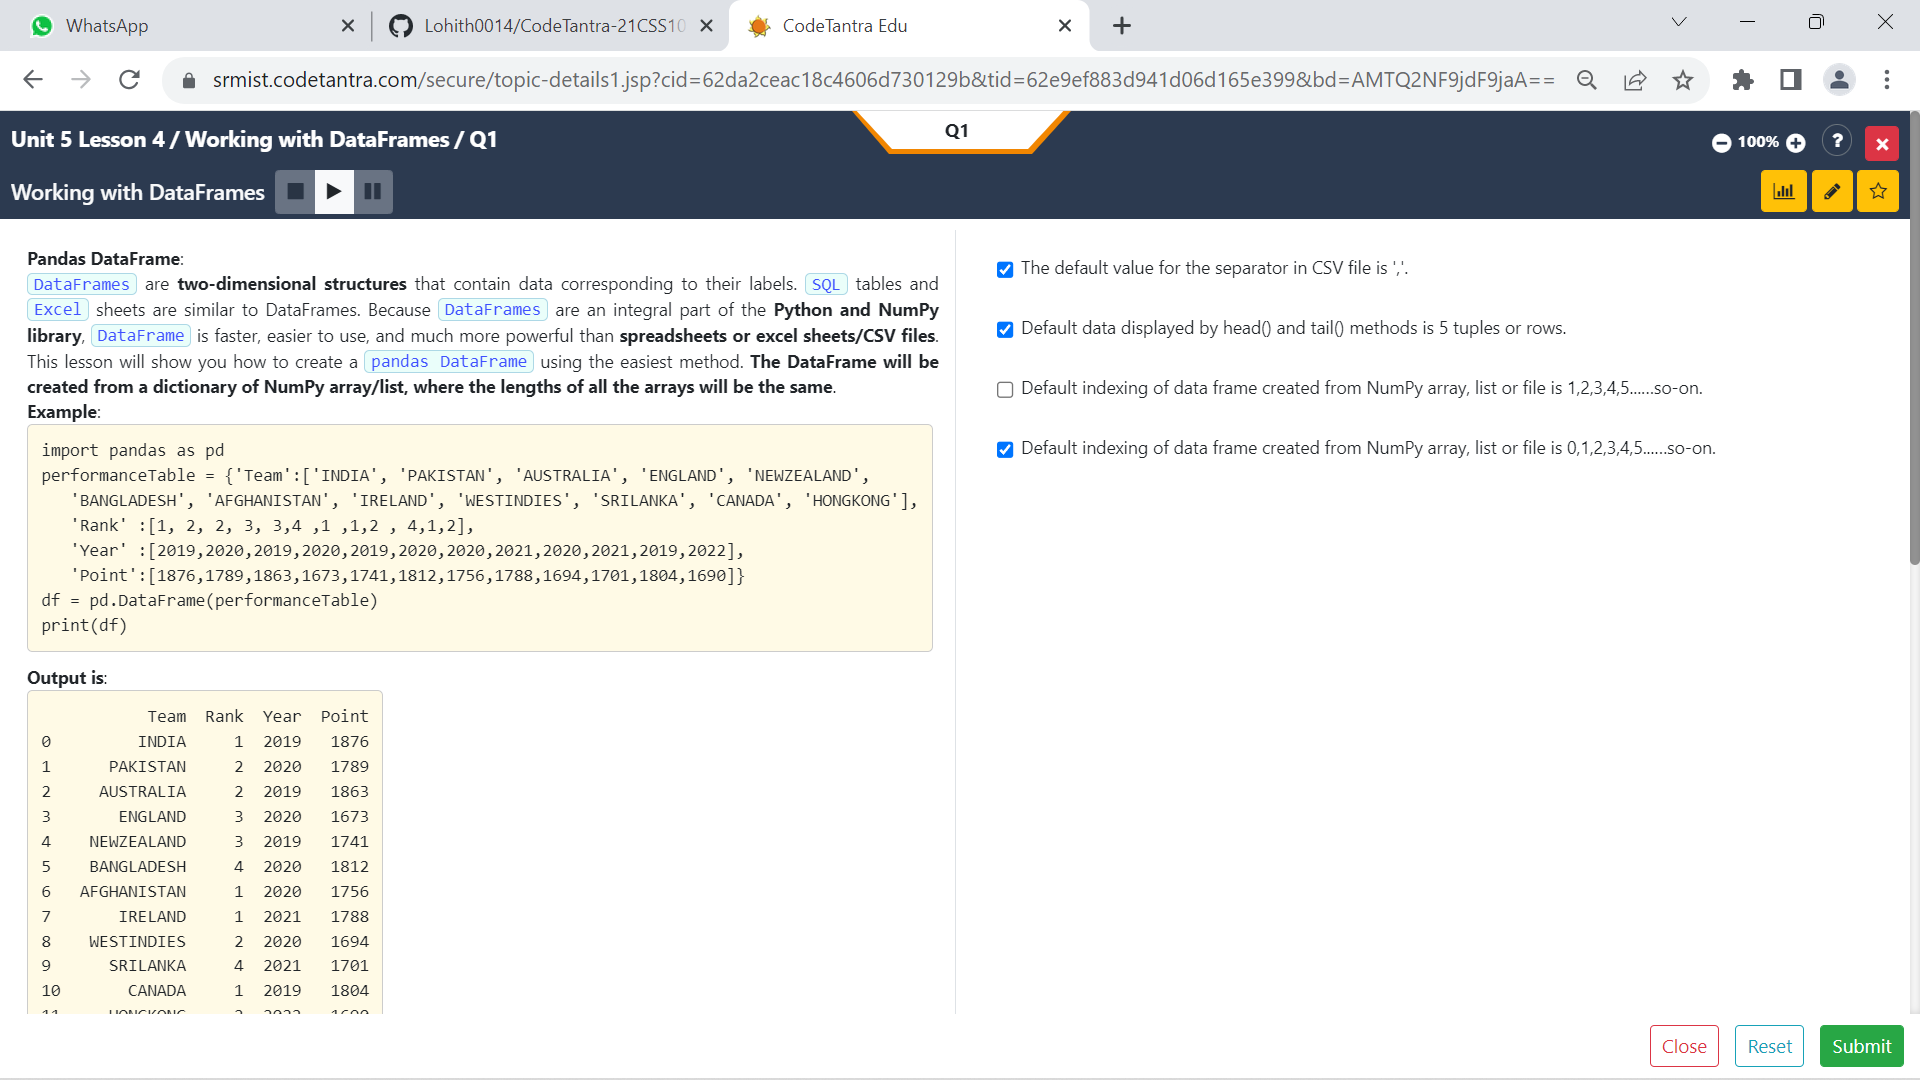 WhatsApp
Lohith0014/CodeTantra-21CSS10
CodeTantra Edu
srmist.codetantra.com/secure/topic-details1.jsp?cid=62da2ceac18c4606d730129b&tid=62e9ef883d941d06d165e399&bd=AMTQ2NF9jdF9jaA==
Unit 5 Lesson 4 / Working with DataFrames / Q1
Q1
100%
?
Working with DataFrames
Pandas DataFrame:
DataFrames are two-dimensional structures that contain data corresponding to their labels. SQL tables and
Excel sheets are similar to DataFrames. Because DataFrames are an integral part of the Python and NumPy
library, DataFrame is faster, easier to use, and much more powerful than spreadsheets or excel sheets/CSV files.
This lesson will show you how to create a pandas DataFrame using the easiest method. The DataFrame will be
created from a dictionary of NumPy array/list, where the lengths of all the arrays will be the same.
Example:
import pandas as pd
performanceTable = {'Team':['INDIA', 'PAKISTAN', 'AUSTRALIA', 'ENGLAND', 'NEWZEALAND',
'BANGLADESH', 'AFGHANISTAN', 'IRELAND', 'WESTINDIES', 'SRILANKA', 'CANADA', 'HONGKONG'],
'Rank' :[1, 2, 2, 3, 3,4 ,1 ,1,2 , 4,1,2],
'Year' :[2019,2020,2019,2020,2019,2020,2020,2021,2020,2021,2019,2022],
'Point':[1876,1789,1863,1673,1741,1812,1756,1788,1694,1701,1804,1690]}
df = pd.DataFrame(performanceTable)
print(df)
Output is:
Team Rank Year Point
0 INDIA 1 2019 1876
1 PAKISTAN 2 2020 1789
2 AUSTRALIA 2 2019 1863
3 ENGLAND 3 2020 1673
4 NEWZEALAND 3 2019 1741
5 BANGLADESH 4 2020 1812
6 AFGHANISTAN 1 2020 1756
7 IRELAND 1 2021 1788
8 WESTINDIES 2 2020 1694
9 SRILANKA 4 2021 1701
10 CANADA 1 2019 1804
11 HONGKONG 2 2022 1690
The default value for the separator in CSV file is ','.
Default data displayed by head() and tail() methods is 5 tuples or rows.
Default indexing of data frame created from NumPy array, list or file is 1,2,3,4,5......so-on.
Default indexing of data frame created from NumPy array, list or file is 0,1,2,3,4,5......so-on.
Close
Reset
Submit